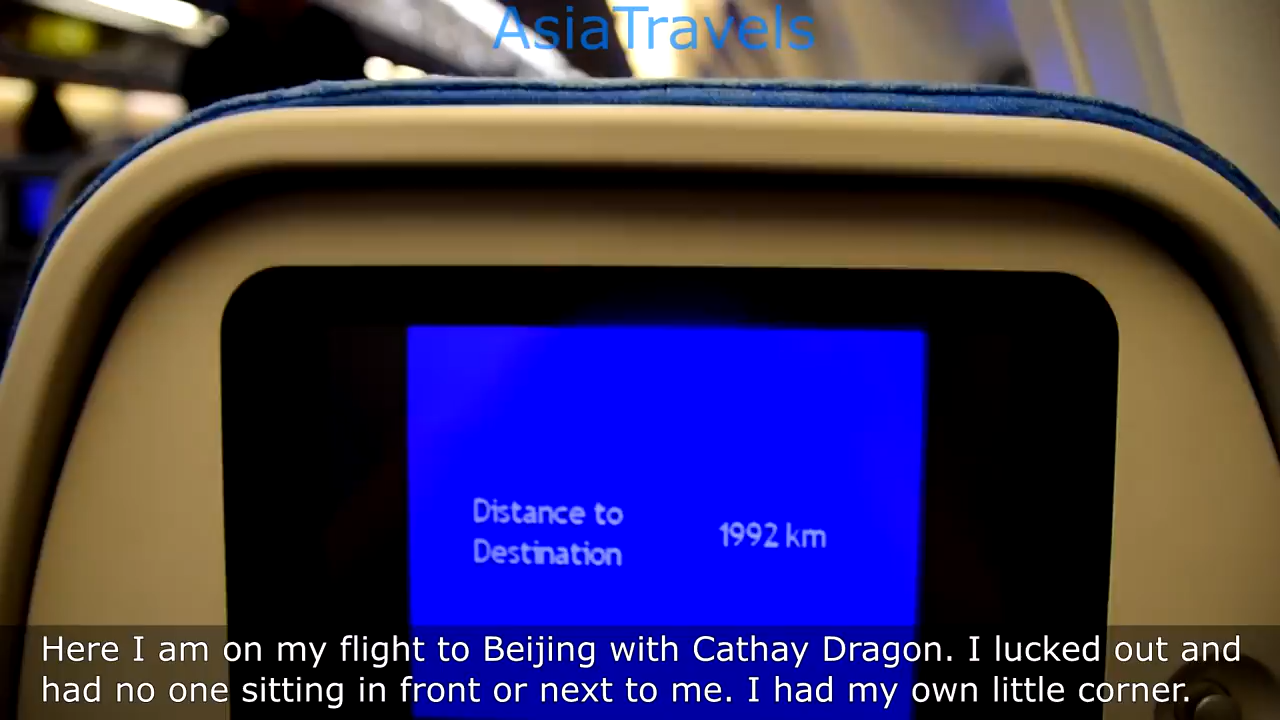 AsiaTravels
Distance to
Destination
1992 km
Here I am on my flight to Beijing with Cathay Dragon. I lucked out and
had no one sitting in front or next to me. I had my own little corner.